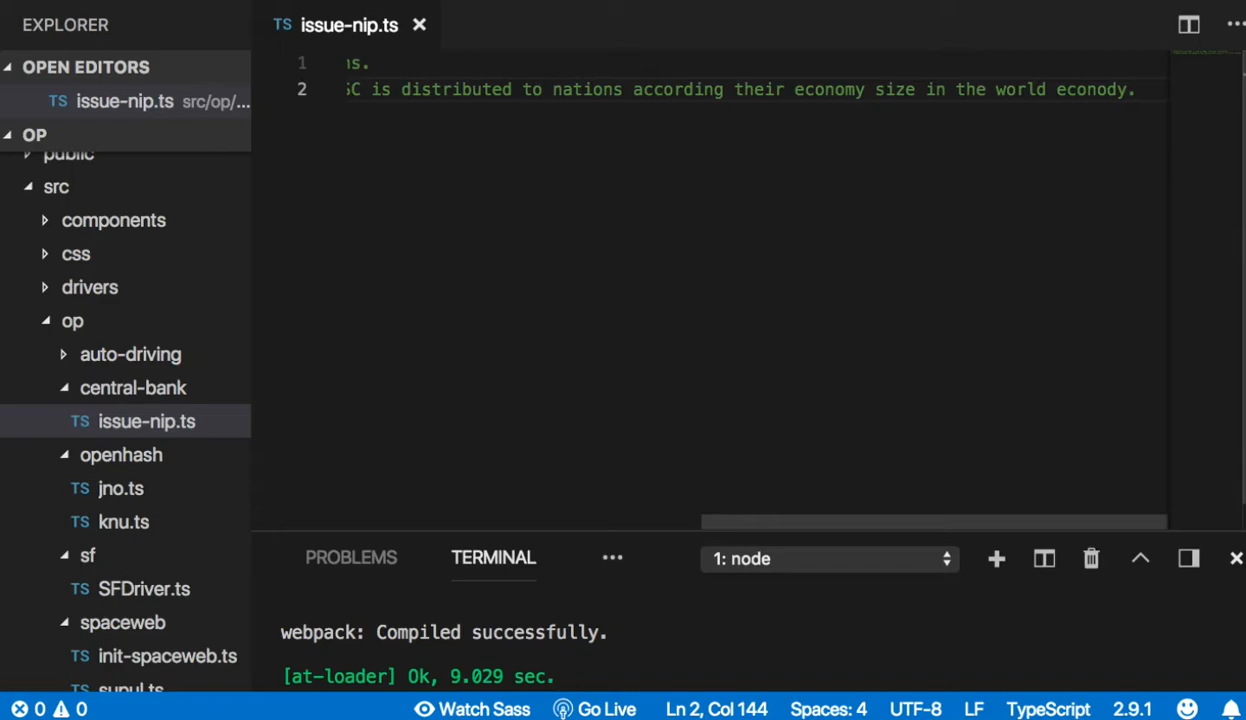 EXPLORER
TS issue-nip.ts ×
OPEN EDITORS
TS issue-nip.ts src/op/...
OP
public
src
components
css
drivers
op
auto-driving
central-bank
TS issue-nip.ts
openhash
TS jno.ts
TS knu.ts
sf
TS SFDriver.ts
spaceweb
TS init-spaceweb.ts
TS supul.ts
1
2 is distributed to nations according their economy size in the world econody.
PROBLEMS TERMINAL ... 1: node
webpack: Compiled successfully.
[at-loader] Ok, 9.029 sec.
0 0 Watch Sass Go Live Ln 2, Col 144 Spaces: 4 UTF-8 LF TypeScript 2.9.1